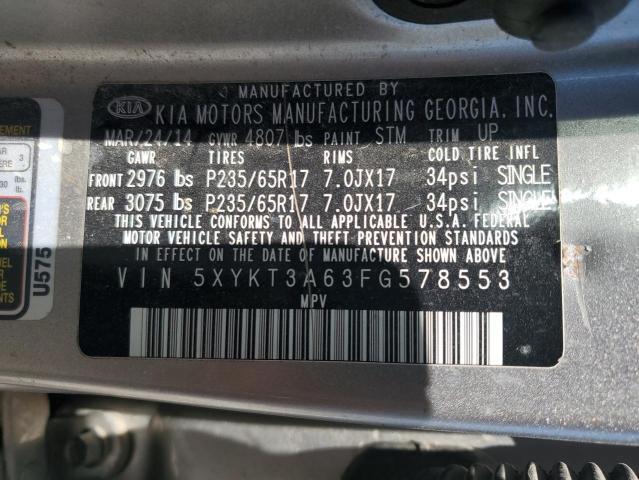 MANUFACTURED BY
KIA KIA MOTORS MANUFACTURING GEORGIA, INC.
MAR/24/14 GVWR 4807 lbs PAINT STM TRIM UP
GAWR TIRES RIMS COLD TIRE INFL
FRONT 2976 lbs P235/65R17 7.0JX17 34psi SINGLE
REAR 3075 lbs P235/65R17 7.0JX17 34psi SINGLE
THIS VEHICLE CONFORMS TO ALL APPLICABLE U.S.A. FEDERAL
MOTOR VEHICLE SAFETY, BUMPER, AND THEFT PREVENTION STANDARDS
IN EFFECT ON THE DATE OF MANUFACTURE SHOWN ABOVE
VIN 5XYKT3A63FG578553
MPV
U575